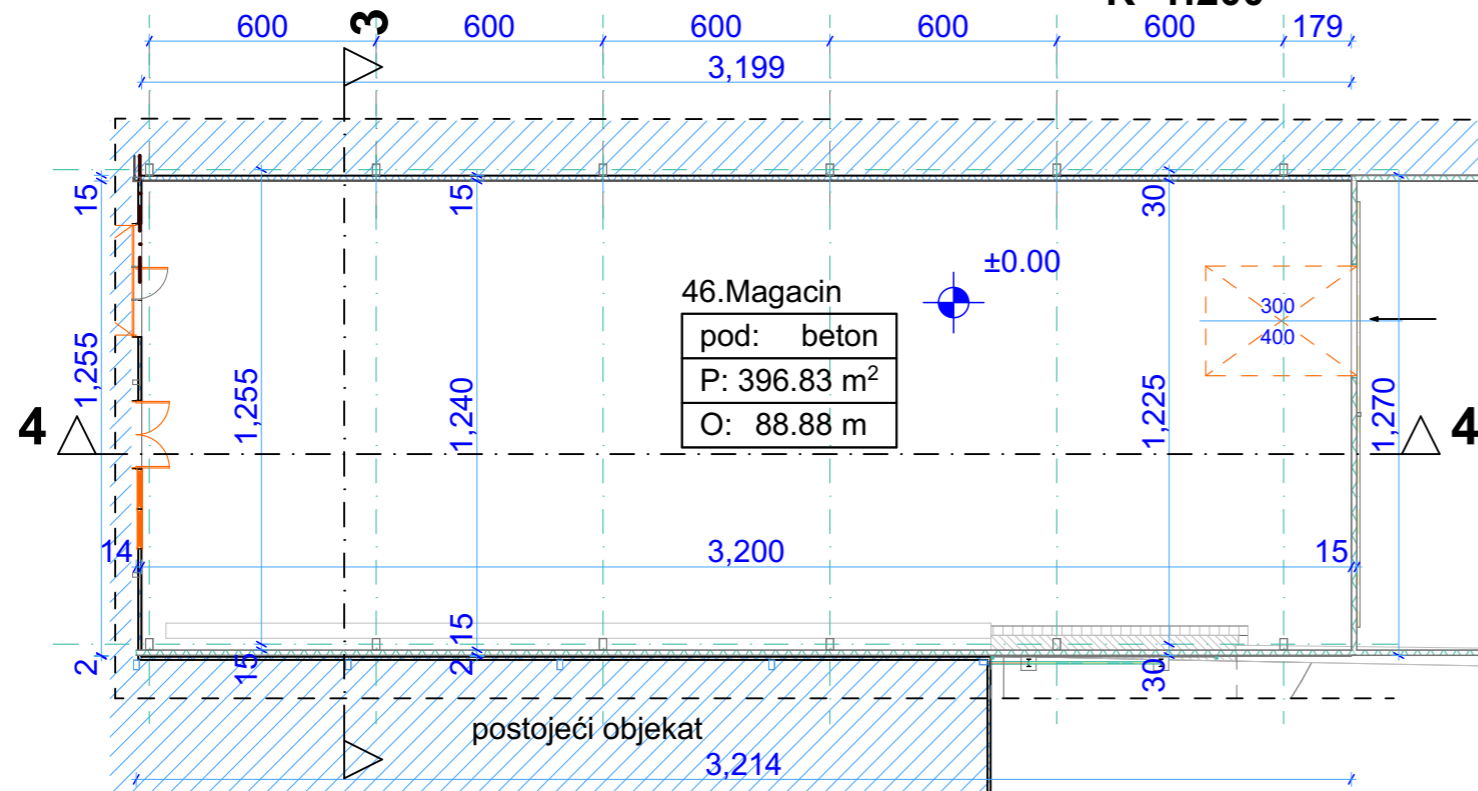 600 600 600 600 600 179
3
3,199
15 15 30
±0.00
46.Magacin
pod: beton
P: 396.83 m²
O: 88.88 m
300
400
1,255 1,255 1,240 1,225 1,270
4 4
14 3,200 15
2 15 2 15 30
postojeći objekat
3,214